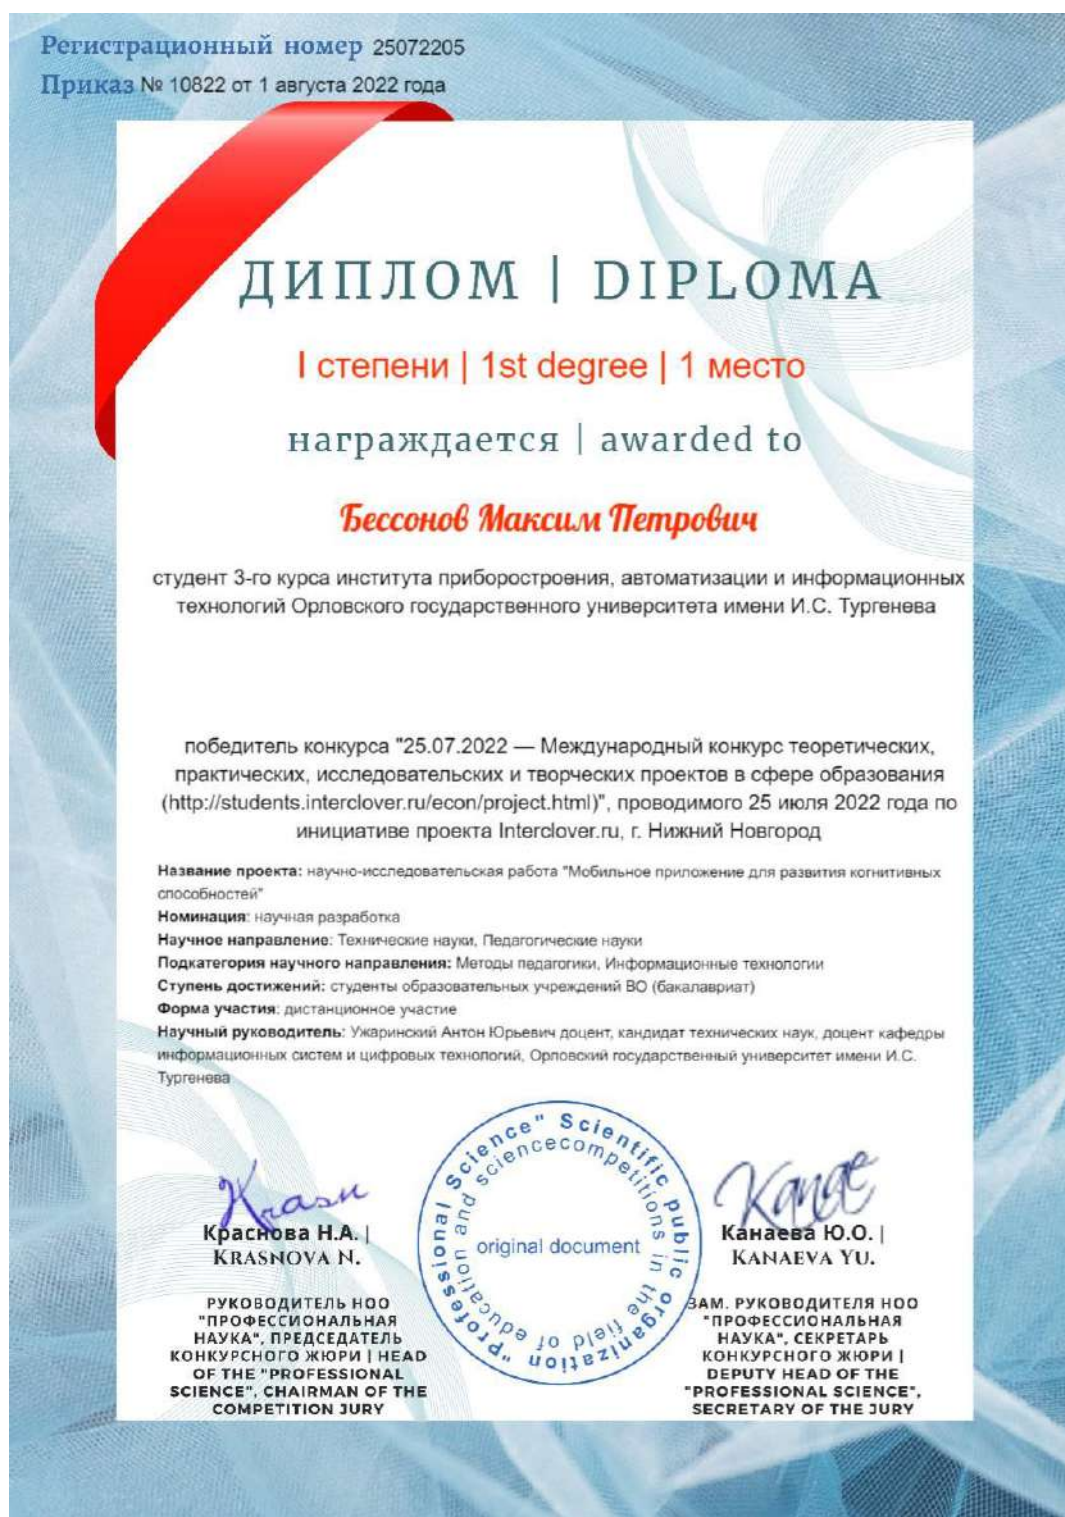 Регистрационный номер 25072205
Приказ № 10822 от 1 августа 2022 года
ДИПЛОМ | DIPLOMA
I степени | 1st degree | 1 место
награждается | awarded to
Бессонов Максим Петрович
студент 3-го курса института приборостроения, автоматизации и информационных
технологий Орловского государственного университета имени И.С. Тургенева
победитель конкурса "25.07.2022 — Международный конкурс теоретических,
практических, исследовательских и творческих проектов в сфере образования
(http://students.interclover.ru/econ/project.html)", проводимого 25 июля 2022 года по
инициативе проекта Interclover.ru, г. Нижний Новгород
Название проекта: научно-исследовательская работа "Мобильное приложение для развития когнитивных
способностей"
Номинация: научная разработка
Научное направление: Технические науки, Педагогические науки
Подкатегория научного направления: Методы педагогики, Информационные технологии
Ступень достижений: студенты образовательных учреждений ВО (бакалавриат)
Форма участия: дистанционное участие
Научный руководитель: Ужаринский Антон Юрьевич доцент, кандидат технических наук, доцент кафедры
информационных систем и цифровых технологий, Орловский государственный университет имени И.С.
Тургенева
Krasn
Краснова Н.А. |
KRASNOVA N.
РУКОВОДИТЕЛЬ НОО
"ПРОФЕССИОНАЛЬНАЯ
НАУКА", ПРЕДСЕДАТЕЛЬ
КОНКУРСНОГО ЖЮРИ | HEAD
OF THE "PROFESSIONAL
SCIENCE", CHAIRMAN OF THE
COMPETITION JURY
"Professional Science" Scientific public organization
education and sciencecompetitions in the field of
original document
Kanae
Канаева Ю.О. |
KANAEVA YU.
ЗАМ. РУКОВОДИТЕЛЯ НОО
"ПРОФЕССИОНАЛЬНАЯ
НАУКА", СЕКРЕТАРЬ
КОНКУРСНОГО ЖЮРИ |
DEPUTY HEAD OF THE
"PROFESSIONAL SCIENCE",
SECRETARY OF THE JURY